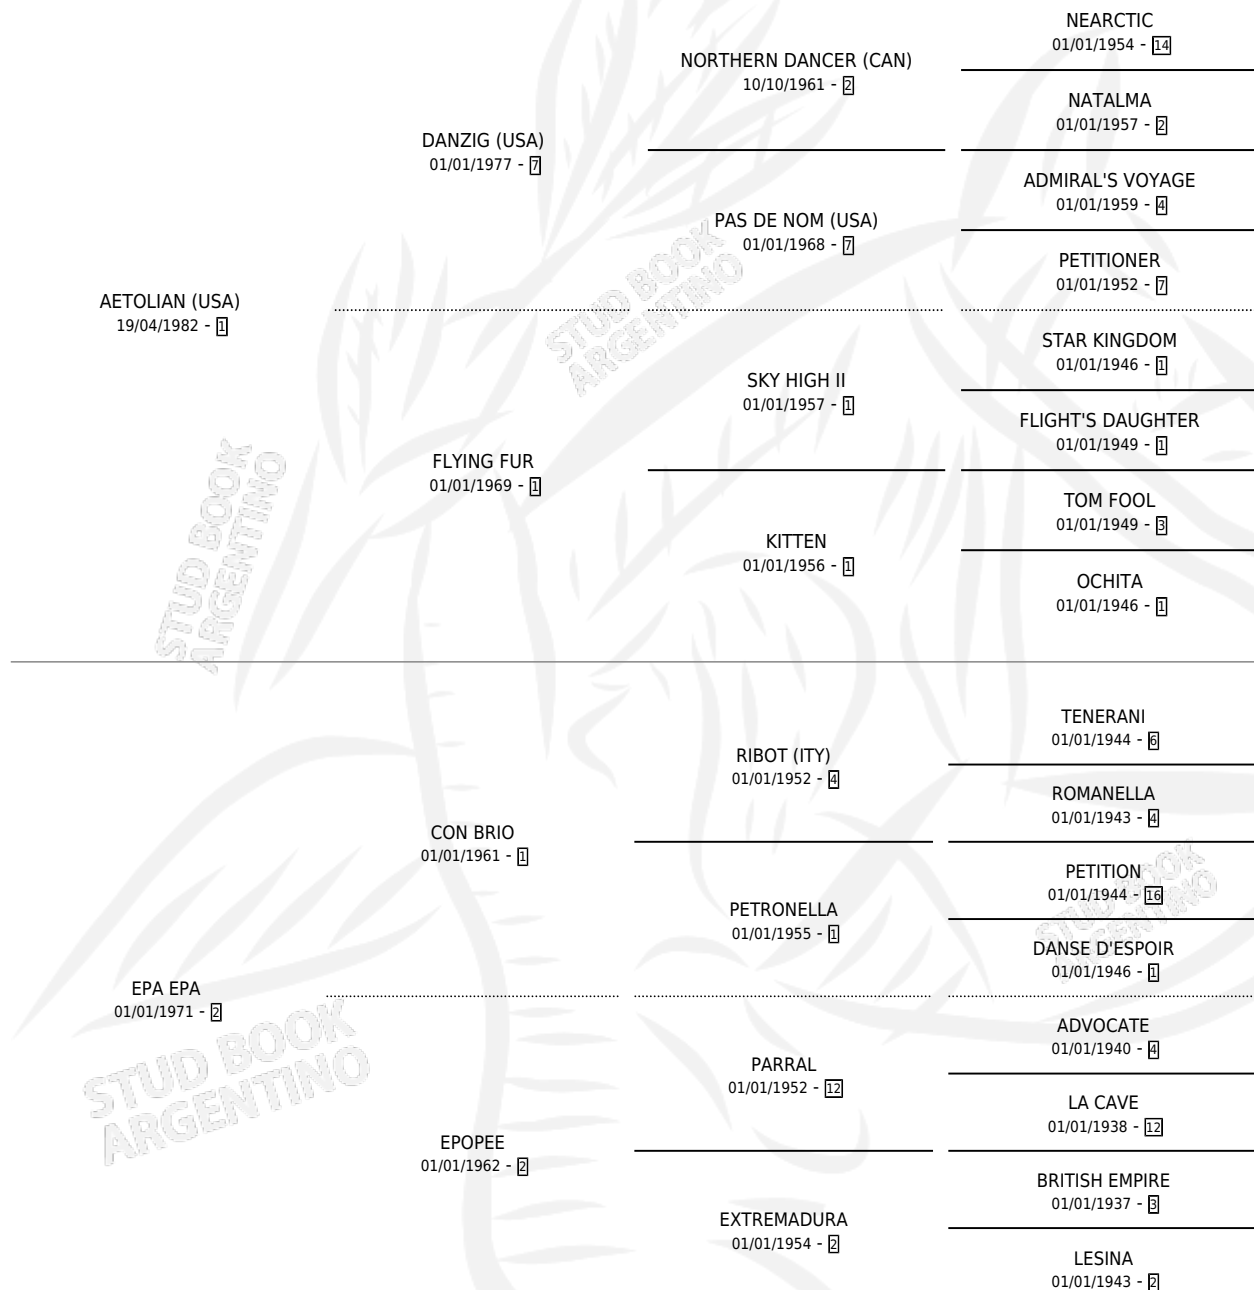 NEARCTIC
01/01/1954 - 14
NORTHERN DANCER (CAN)
10/10/1961 - 2
NATALMA
01/01/1957 - 2
DANZIG (USA)
01/01/1977 - 7
ADMIRAL'S VOYAGE
01/01/1959 - 4
PAS DE NOM (USA)
01/01/1968 - 7
PETITIONER
01/01/1952 - 7
AETOLIAN (USA)
19/04/1982 - 1
STUD BOOK
ARGENTINO
STAR KINGDOM
01/01/1946 - 1
SKY HIGH II
01/01/1957 - 1
FLIGHT'S DAUGHTER
01/01/1949 - 1
FLYING FUR
01/01/1969 - 1
TOM FOOL
01/01/1949 - 3
KITTEN
01/01/1956 - 1
OCHITA
01/01/1946 - 1
STUD BOOK
ARGENTINO
TENERANI
01/01/1944 - 6
RIBOT (ITY)
01/01/1952 - 4
ROMANELLA
01/01/1943 - 4
CON BRIO
01/01/1961 - 1
PETITION
01/01/1944 - 16
PETRONELLA
01/01/1955 - 1
STUD BOOK
ARGENTINO
DANSE D'ESPOIR
01/01/1946 - 1
EPA EPA
01/01/1971 - 2
ADVOCATE
01/01/1940 - 4
PARRAL
01/01/1952 - 12
STUD BOOK
ARGENTINO
LA CAVE
01/01/1938 - 12
EPOPEE
01/01/1962 - 2
BRITISH EMPIRE
01/01/1937 - 3
EXTREMADURA
01/01/1954 - 2
LESINA
01/01/1943 - 2